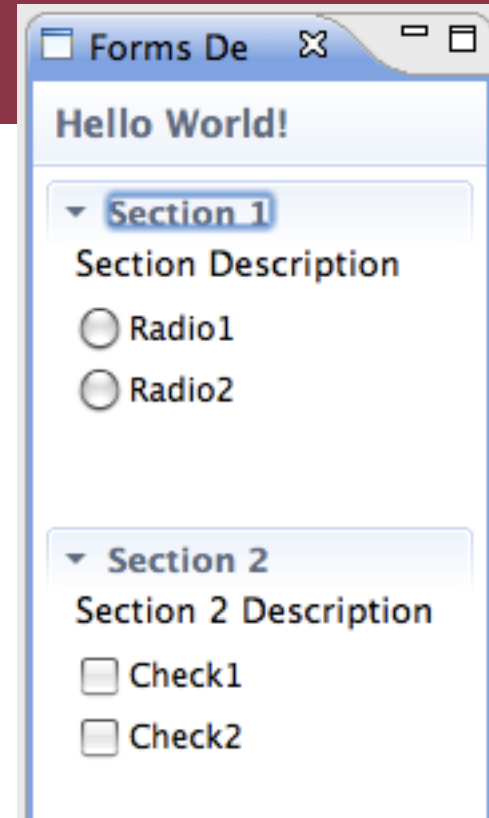 Forms De
Hello World!
Section 1
Section Description
Radio1
Radio2
Section 2
Section 2 Description
Check1
Check2